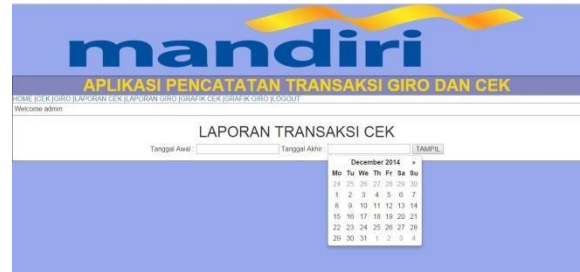 mandiri
APLIKASI PENCATATAN TRANSAKSI GIRO DAN CEK
HOME |CEK |GIRO |LAPORAN CEK |LAPORAN GIRO |GRAFIK CEK |GRAFIK GIRO |LOGOUT
Welcome admin
LAPORAN TRANSAKSI CEK
Tanggal Awal : Tanggal Akhir : TAMPIL
December 2014 »
Mo Tu We Th Fr Sa Su
24 25 26 27 28 29 30
1 2 3 4 5 6 7
8 9 10 11 12 13 14
15 16 17 18 19 20 21
22 23 24 25 26 27 28
29 30 31 1 2 3 4